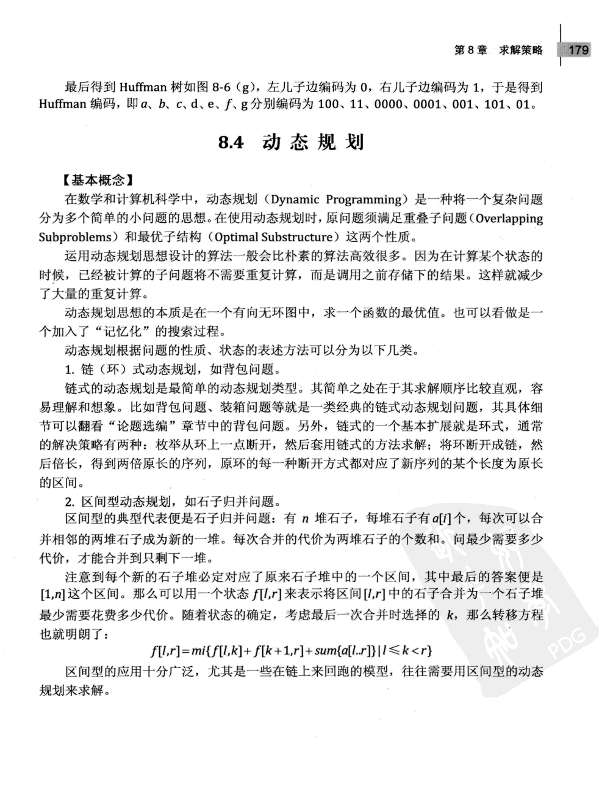 第 8 章 求解策略 179
最后得到 Huffman 树如图 8-6（g），左儿子边编码为 0，右儿子边编码为 1，于是得到
Huffman 编码，即 a、b、c、d、e、f、g 分别编码为 100、11、0000、0001、001、101、01。
8.4 动 态 规 划
【基本概念】
在数学和计算机科学中，动态规划（Dynamic Programming）是一种将一个复杂问题
分为多个简单的小问题的思想。在使用动态规划时，原问题须满足重叠子问题（Overlapping
Subproblems）和最优子结构（Optimal Substructure）这两个性质。
运用动态规划思想设计的算法一般会比朴素的算法高效很多。因为在计算某个状态的
时候，已经被计算的子问题将不需要重复计算，而是调用之前存储下的结果。这样就减少
了大量的重复计算。
动态规划思想的本质是在一个有向无环图中，求一个函数的最优值。也可以看做是一
个加入了“记忆化”的搜索过程。
动态规划根据问题的性质、状态的表述方法可以分为以下几类。
1. 链（环）式动态规划，如背包问题。
链式的动态规划是最简单的动态规划类型。其简单之处在于其求解顺序比较直观，容
易理解和想象。比如背包问题、装箱问题等就是一类经典的链式动态规划问题，其具体细
节可以翻看“论题选编”章节中的背包问题。另外，链式的一个基本扩展就是环式，通常
的解决策略有两种：枚举从环上一点断开，然后套用链式的方法求解；将环断开成链，然
后倍长，得到两倍原长的序列，原环的每一种断开方式都对应了新序列的某个长度为原长
的区间。
2. 区间型动态规划，如石子归并问题。
区间型的典型代表便是石子归并问题：有 n 堆石子，每堆石子有 a[i] 个，每次可以合
并相邻的两堆石子成为新的一堆。每次合并的代价为两堆石子的个数和。问最少需要多少
代价，才能合并到只剩下一堆。
注意到每个新的石子堆必定对应了原来石子堆中的一个区间，其中最后的答案便是
[1,n] 这个区间。那么可以用一个状态 f[l,r] 来表示将区间 [l,r] 中的石子合并为一个石子堆
最少需要花费多少代价。随着状态的确定，考虑最后一次合并时选择的 k，那么转移方程
也就明朗了：
f[l,r]=mi{f[l,k]+f[k+1,r]+sum{a[l..r]}|l≤k<r}
区间型的应用十分广泛，尤其是一些在链上来回跑的模型，往往需要用区间型的动态
规划来求解。
PDG